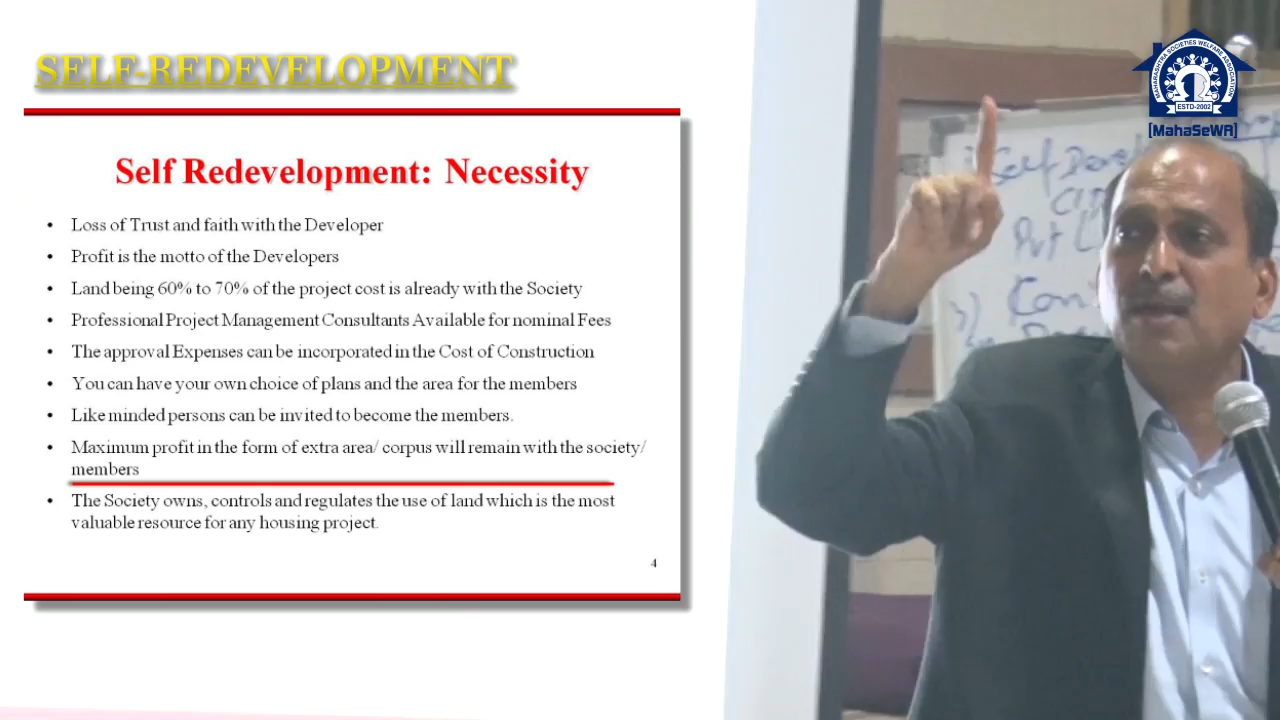 SELF-REDEVELOPMENT
Self Redevelopment: Necessity
• Loss of Trust and faith with the Developer
• Profit is the motto of the Developers
• Land being 60% to 70% of the project cost is already with the Society
• Professional Project Management Consultants Available for nominal Fees
• The approval Expenses can be incorporated in the Cost of Construction
• You can have your own choice of plans and the area for the members
• Like minded persons can be invited to become the members.
• Maximum profit in the form of extra area/ corpus will remain with the society/
members
• The Society owns, controls and regulates the use of land which is the most
valuable resource for any housing project.
4
MAHARASHTRA SOCIETIES WELFARE ASSOCIATION
ESTD-2002
[MahaSeWA]
Self
Pvt